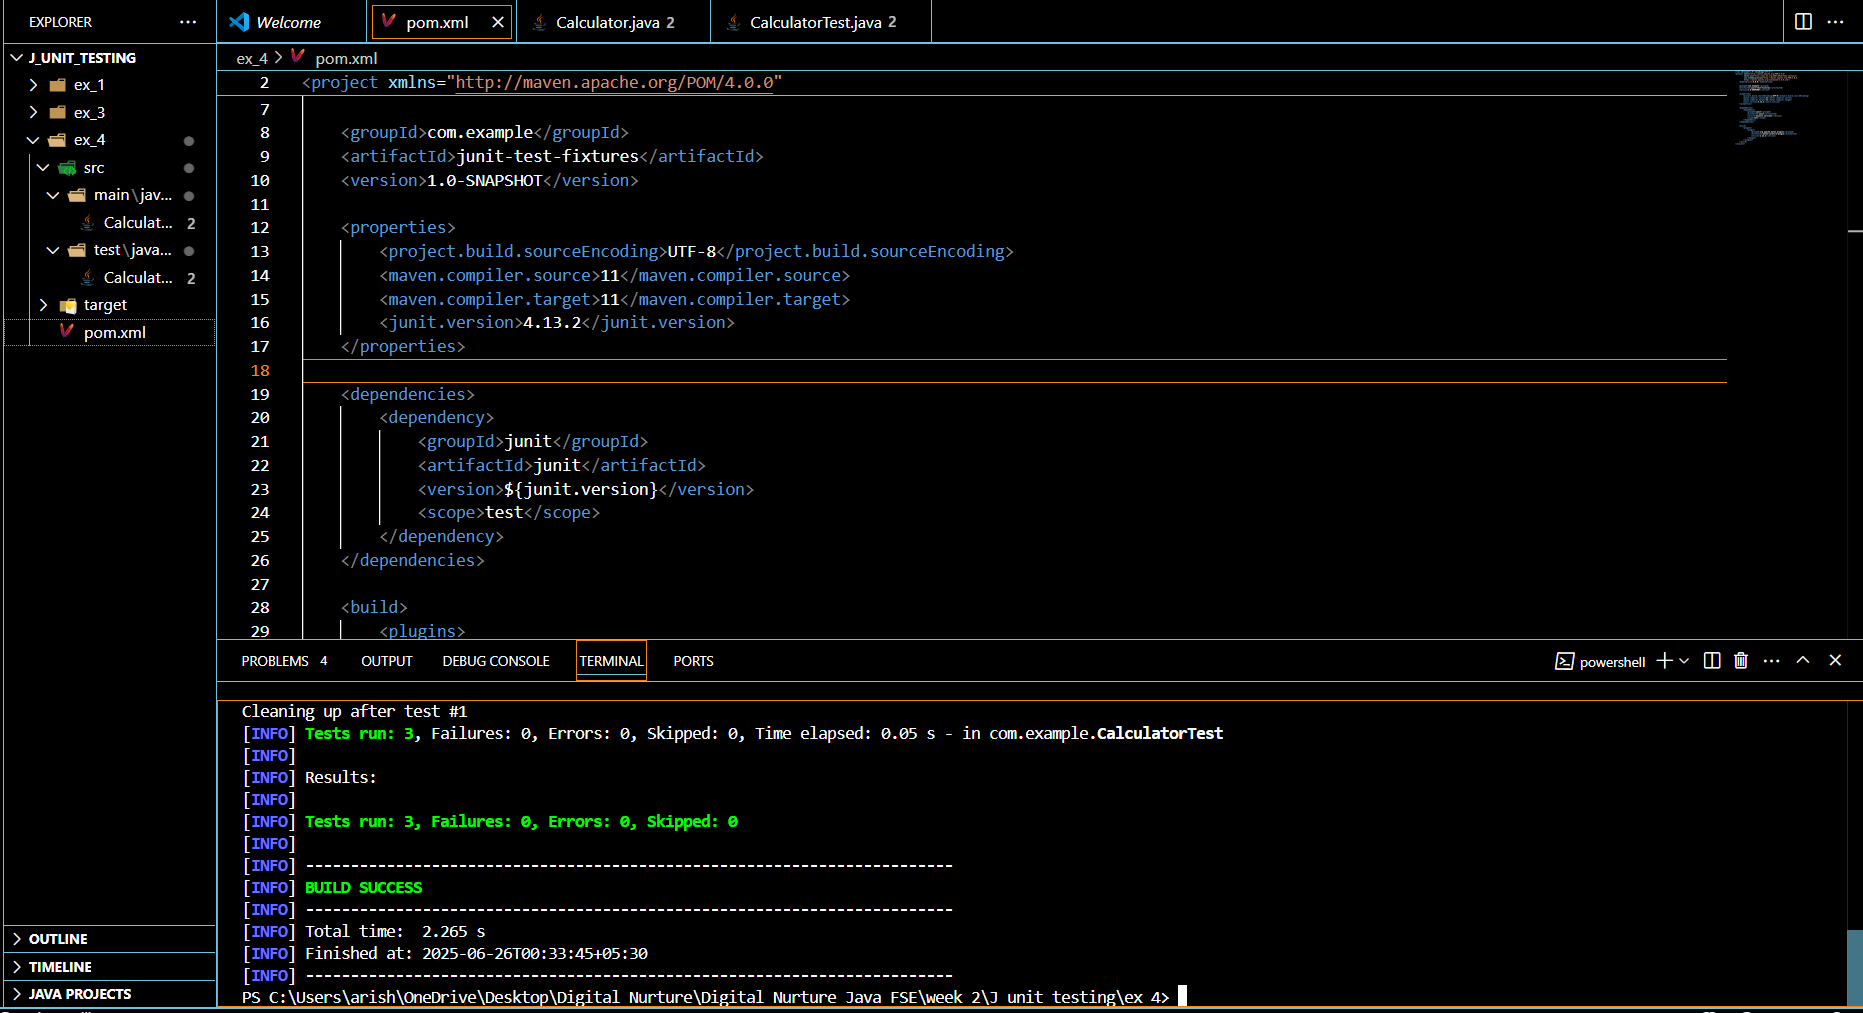 EXPLORER
J_UNIT_TESTING
ex_1
ex_3
ex_4
src
main\jav...
Calculat... 2
test\java...
Calculat... 2
target
pom.xml
OUTLINE
TIMELINE
JAVA PROJECTS
Welcome
pom.xml
Calculator.java 2
CalculatorTest.java 2
ex_4 > pom.xml
2 <project xmlns="http://maven.apache.org/POM/4.0.0"
7
8 <groupId>com.example</groupId>
9 <artifactId>junit-test-fixtures</artifactId>
10 <version>1.0-SNAPSHOT</version>
11
12 <properties>
13 <project.build.sourceEncoding>UTF-8</project.build.sourceEncoding>
14 <maven.compiler.source>11</maven.compiler.source>
15 <maven.compiler.target>11</maven.compiler.target>
16 <junit.version>4.13.2</junit.version>
17 </properties>
18
19 <dependencies>
20 <dependency>
21 <groupId>junit</groupId>
22 <artifactId>junit</artifactId>
23 <version>${junit.version}</version>
24 <scope>test</scope>
25 </dependency>
26 </dependencies>
27
28 <build>
29 <plugins>
PROBLEMS 4 OUTPUT DEBUG CONSOLE TERMINAL PORTS
powershell
Cleaning up after test #1
[INFO] Tests run: 3, Failures: 0, Errors: 0, Skipped: 0, Time elapsed: 0.05 s - in com.example.CalculatorTest
[INFO]
[INFO] Results:
[INFO]
[INFO] Tests run: 3, Failures: 0, Errors: 0, Skipped: 0
[INFO]
[INFO] ------------------------------------------------------------------------
[INFO] BUILD SUCCESS
[INFO] ------------------------------------------------------------------------
[INFO] Total time:  2.265 s
[INFO] Finished at: 2025-06-26T00:33:45+05:30
[INFO] ------------------------------------------------------------------------
PS C:\Users\arish\OneDrive\Desktop\Digital Nurture\Digital Nurture Java FSE\week 2\J_unit_testing\ex_4>